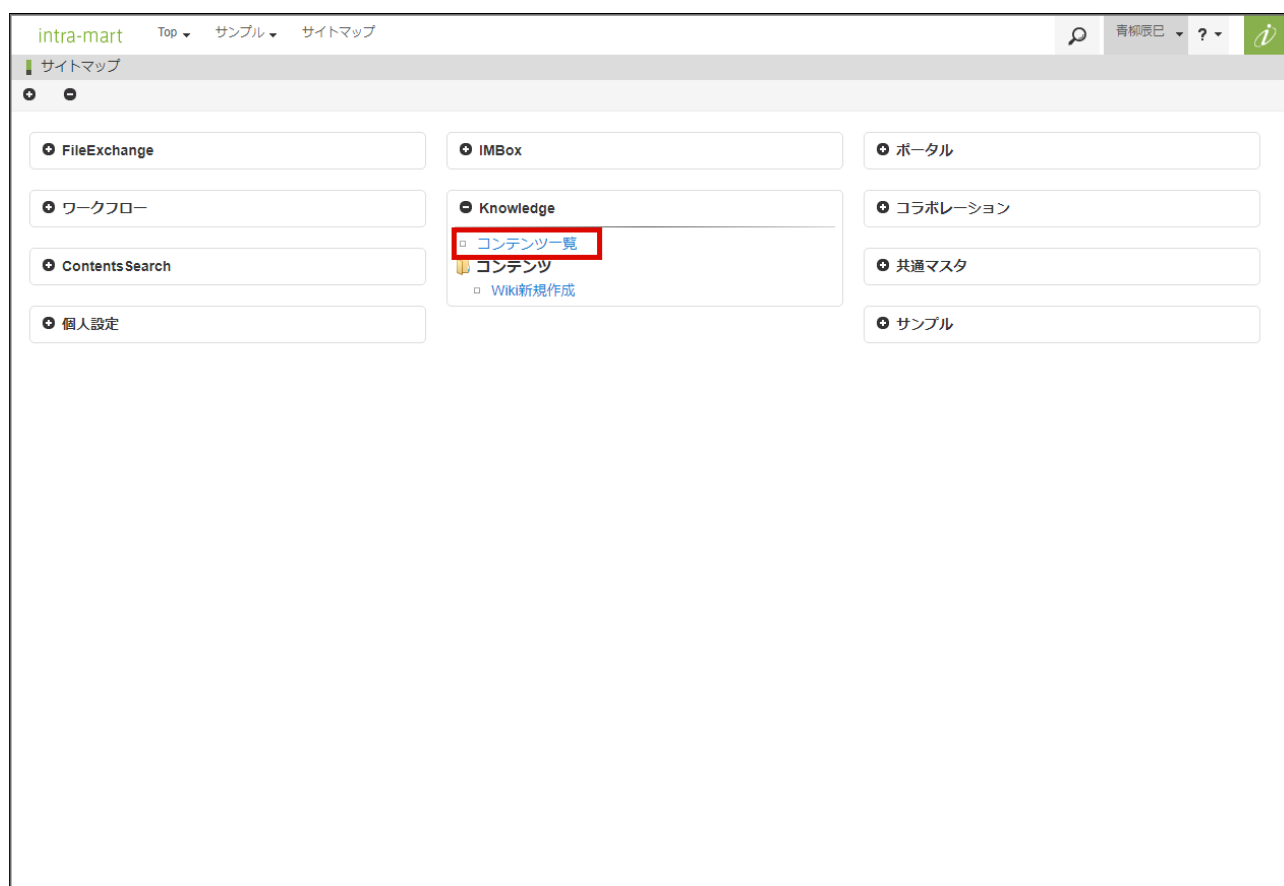 intra-mart Top サンプル サイトマップ 青柳辰巳 ?
サイトマップ
FileExchange IMBox ポータル
ワークフロー Knowledge コラボレーション
コンテンツ一覧
ContentsSearch コンテンツ 共通マスタ
Wiki新規作成
個人設定 サンプル